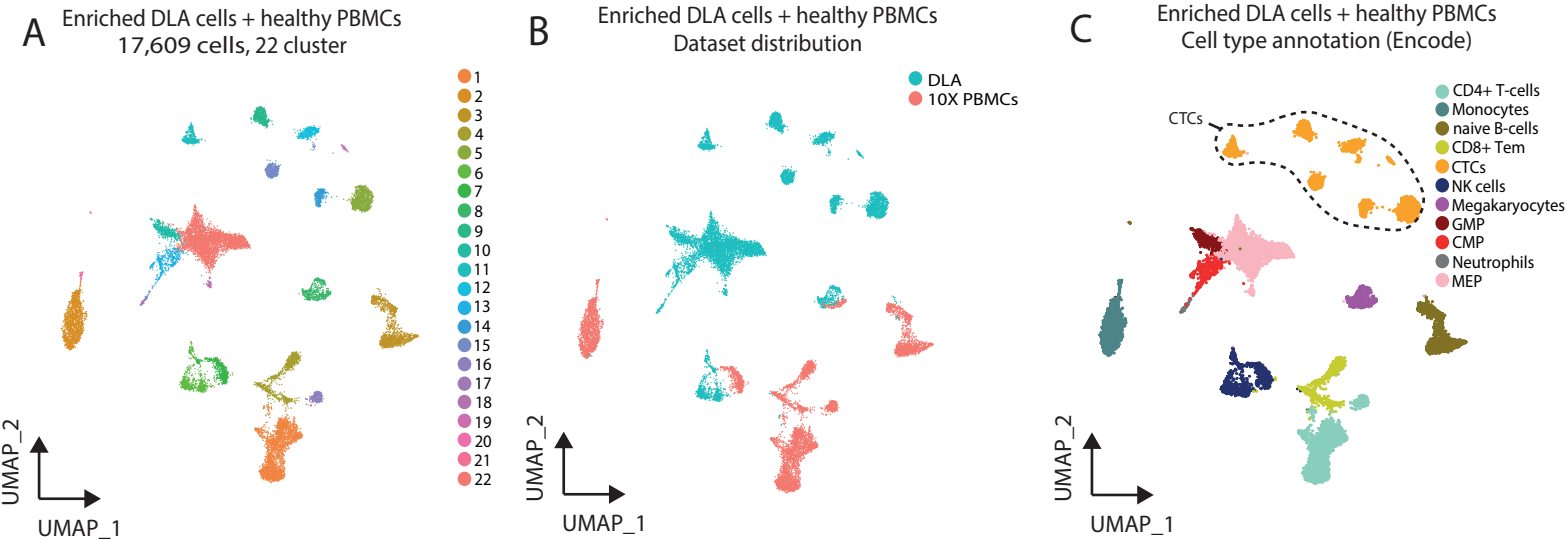 A
Enriched DLA cells + healthy PBMCs
17,609 cells, 22 cluster
1
2
3
4
5
6
7
8
9
10
11
12
13
14
15
16
17
18
19
20
21
22
UMAP_2
UMAP_1
B
Enriched DLA cells + healthy PBMCs
Dataset distribution
DLA
10X PBMCs
UMAP_2
UMAP_1
C
Enriched DLA cells + healthy PBMCs
Cell type annotation (Encode)
CTCs
CD4+ T-cells
Monocytes
naive B-cells
CD8+ Tem
CTCs
NK cells
Megakaryocytes
GMP
CMP
Neutrophils
MEP
UMAP_2
UMAP_1